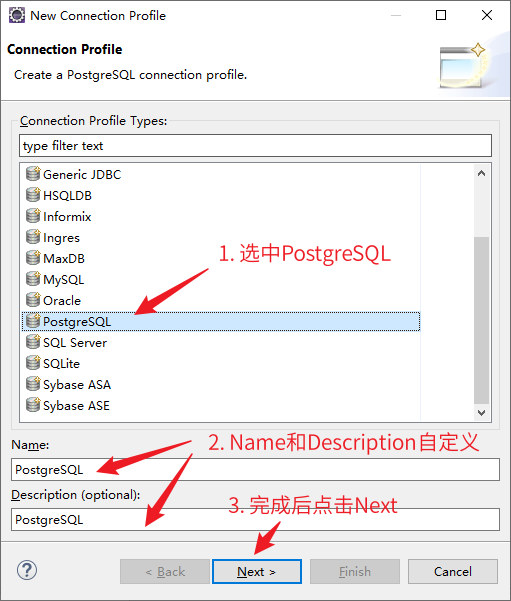 New Connection Profile
Connection Profile
Create a PostgreSQL connection profile.
Connection Profile Types:
type filter text
Generic JDBC
HSQLDB
Informix
Ingres
1. 选中PostgreSQL
MaxDB
MySQL
Oracle
PostgreSQL
SQL Server
SQLite
Sybase ASA
Sybase ASE
Name:
2. Name和Description自定义
PostgreSQL
Description (optional):
3. 完成后点击Next
PostgreSQL
?
< Back
Next >
Finish
Cancel